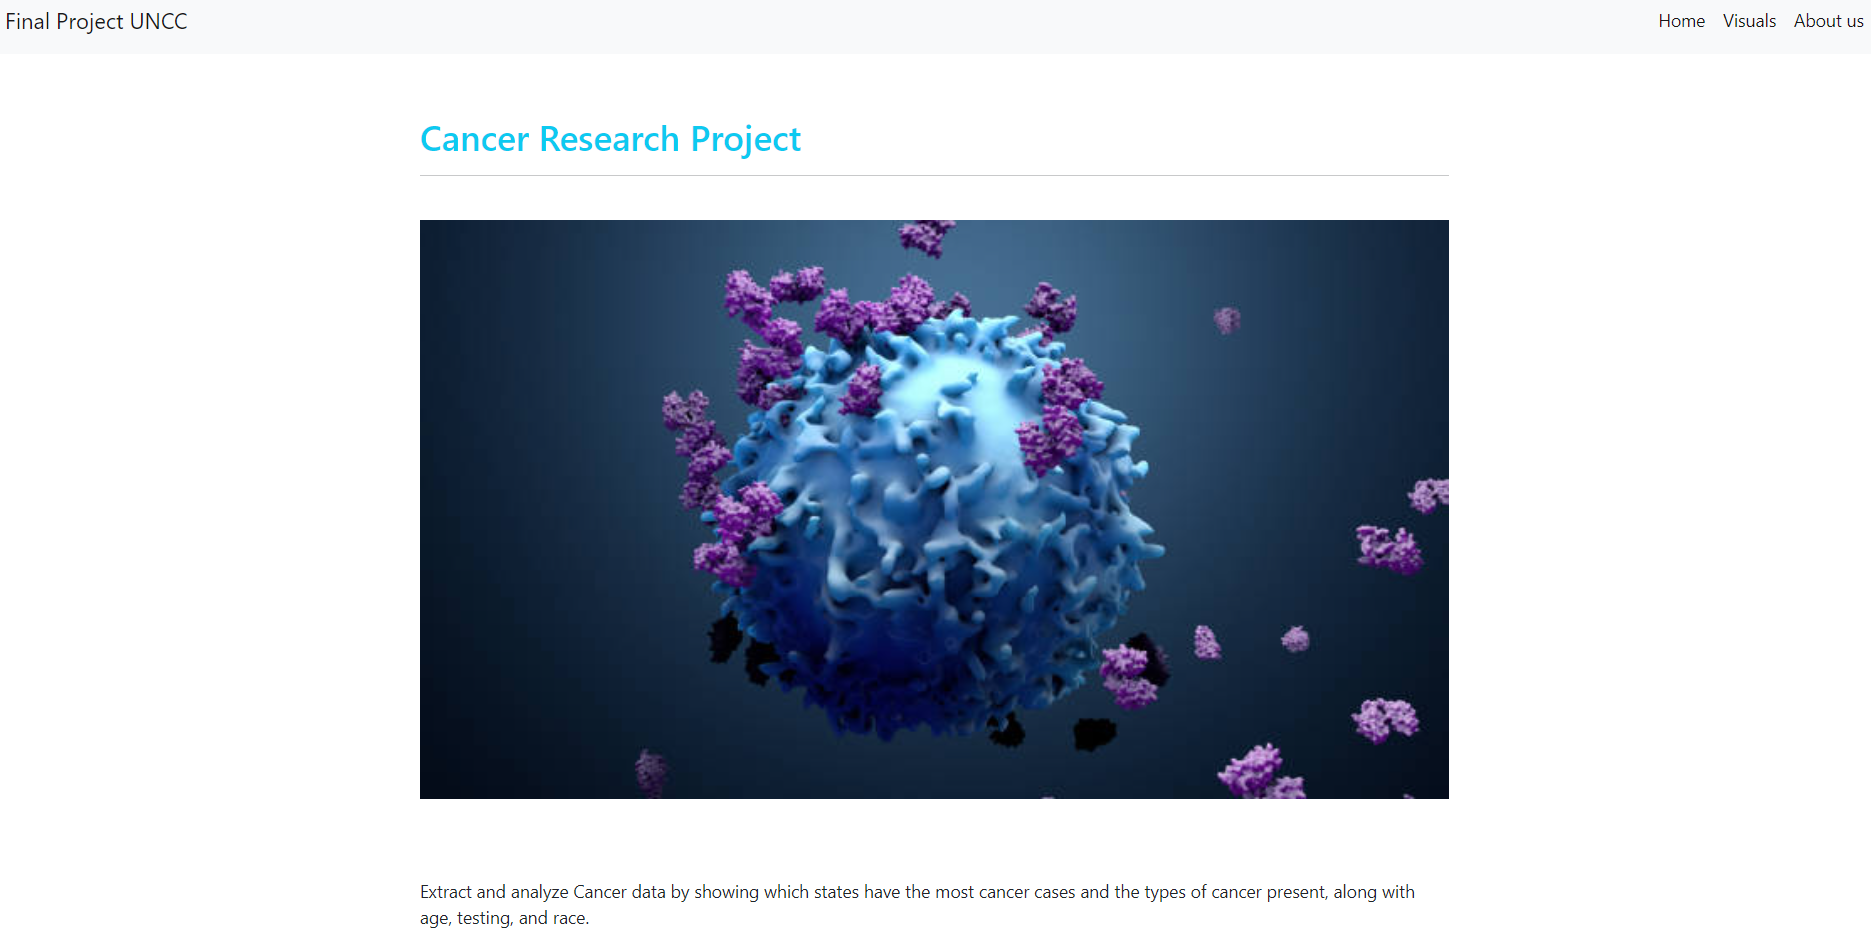 Final Project UNCC
Home Visuals About us
Cancer Research Project
Extract and analyze Cancer data by showing which states have the most cancer cases and the types of cancer present, along with
age, testing, and race.